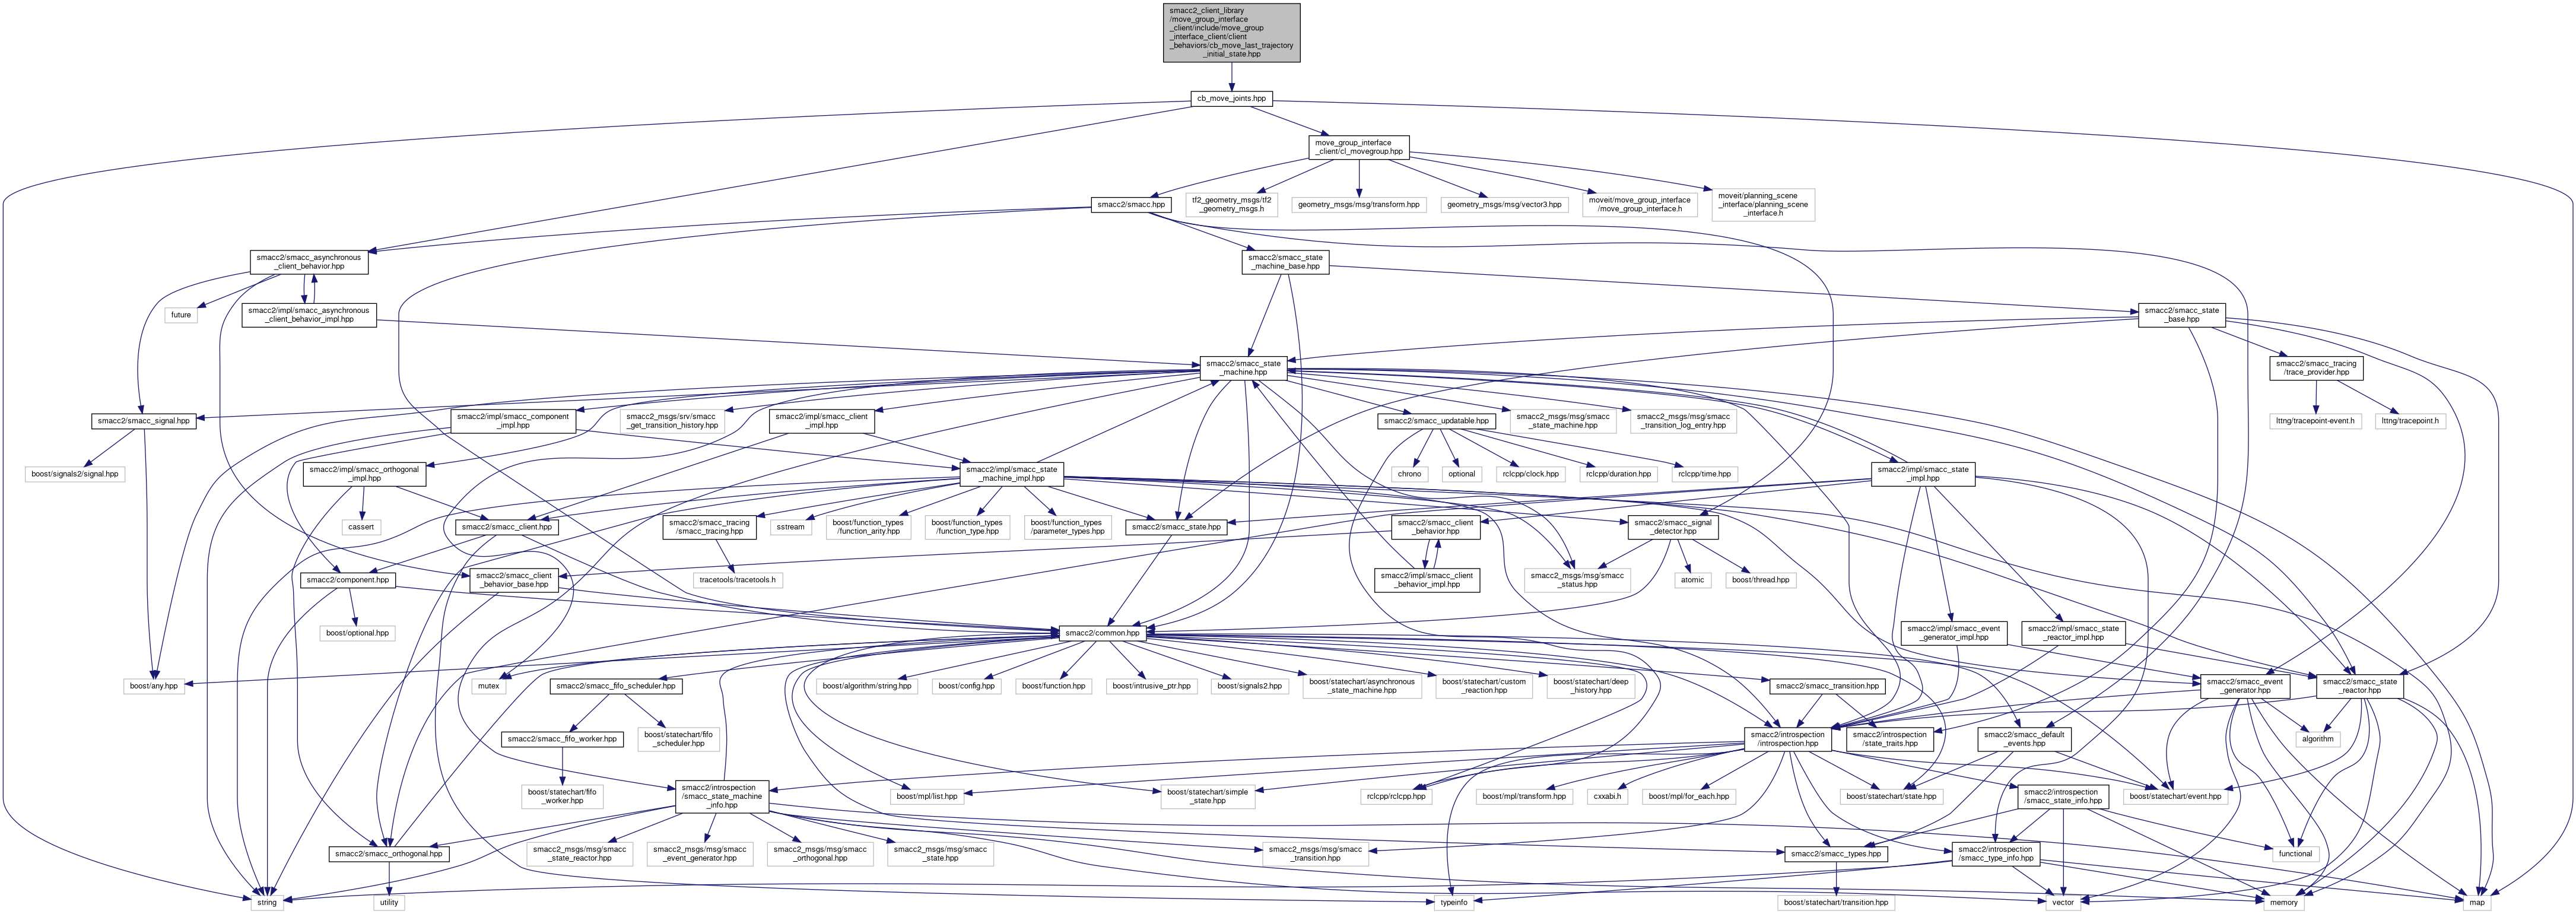 smacc2_client_library
/move_group_interface
_client/include/move_group
_interface_client/client
_behaviors/cb_move_last_trajectory
_initial_state.hpp
cb_move_joints.hpp
move_group_interface
_client/cl_movegroup.hpp
smacc2/smacc.hpp
tf2_geometry_msgs/tf2
_geometry_msgs.h
geometry_msgs/msg/transform.hpp
geometry_msgs/msg/vector3.hpp
moveit/move_group_interface
/move_group_interface.h
moveit/planning_scene
_interface/planning_scene
_interface.h
smacc2/smacc_asynchronous
_client_behavior.hpp
smacc2/smacc_state
_machine_base.hpp
future
smacc2/impl/smacc_asynchronous
_client_behavior_impl.hpp
smacc2/smacc_state
_base.hpp
smacc2/smacc_state
_machine.hpp
smacc2/smacc_tracing
/trace_provider.hpp
smacc2/smacc_signal.hpp
smacc2/impl/smacc_component
_impl.hpp
smacc2_msgs/srv/smacc
_get_transition_history.hpp
smacc2/impl/smacc_client
_impl.hpp
smacc2/smacc_updatable.hpp
smacc2_msgs/msg/smacc
_state_machine.hpp
smacc2_msgs/msg/smacc
_transition_log_entry.hpp
lttng/tracepoint-event.h
lttng/tracepoint.h
boost/signals2/signal.hpp
smacc2/impl/smacc_orthogonal
_impl.hpp
smacc2/impl/smacc_state
_machine_impl.hpp
chrono
optional
rclcpp/clock.hpp
rclcpp/duration.hpp
rclcpp/time.hpp
smacc2/impl/smacc_state
_impl.hpp
cassert
smacc2/smacc_client.hpp
smacc2/smacc_tracing
/smacc_tracing.hpp
sstream
boost/function_types
/function_arity.hpp
boost/function_types
/function_type.hpp
boost/function_types
/parameter_types.hpp
smacc2/smacc_state.hpp
smacc2/smacc_client
_behavior.hpp
smacc2/smacc_signal
_detector.hpp
smacc2/component.hpp
smacc2/smacc_client
_behavior_base.hpp
tracetools/tracetools.h
smacc2/impl/smacc_client
_behavior_impl.hpp
smacc2_msgs/msg/smacc
_status.hpp
atomic
boost/thread.hpp
boost/optional.hpp
smacc2/common.hpp
smacc2/impl/smacc_event
_generator_impl.hpp
smacc2/impl/smacc_state
_reactor_impl.hpp
boost/any.hpp
mutex
smacc2/smacc_fifo_scheduler.hpp
boost/algorithm/string.hpp
boost/config.hpp
boost/function.hpp
boost/intrusive_ptr.hpp
boost/signals2.hpp
boost/statechart/asynchronous
_state_machine.hpp
boost/statechart/custom
_reaction.hpp
boost/statechart/deep
_history.hpp
smacc2/smacc_transition.hpp
smacc2/smacc_event
_generator.hpp
smacc2/smacc_state
_reactor.hpp
smacc2/smacc_fifo_worker.hpp
boost/statechart/fifo
_scheduler.hpp
smacc2/introspection
/introspection.hpp
smacc2/introspection
/state_traits.hpp
smacc2/smacc_default
_events.hpp
algorithm
boost/statechart/fifo
_worker.hpp
smacc2/introspection
/smacc_state_machine
_info.hpp
boost/mpl/list.hpp
boost/statechart/simple
_state.hpp
rclcpp/rclcpp.hpp
boost/mpl/transform.hpp
cxxabi.h
boost/mpl/for_each.hpp
boost/statechart/state.hpp
smacc2/introspection
/smacc_state_info.hpp
boost/statechart/event.hpp
smacc2/smacc_orthogonal.hpp
smacc2_msgs/msg/smacc
_state_reactor.hpp
smacc2_msgs/msg/smacc
_event_generator.hpp
smacc2_msgs/msg/smacc
_orthogonal.hpp
smacc2_msgs/msg/smacc
_state.hpp
smacc2_msgs/msg/smacc
_transition.hpp
smacc2/smacc_types.hpp
smacc2/introspection
/smacc_type_info.hpp
functional
string
utility
typeinfo
boost/statechart/transition.hpp
vector
memory
map